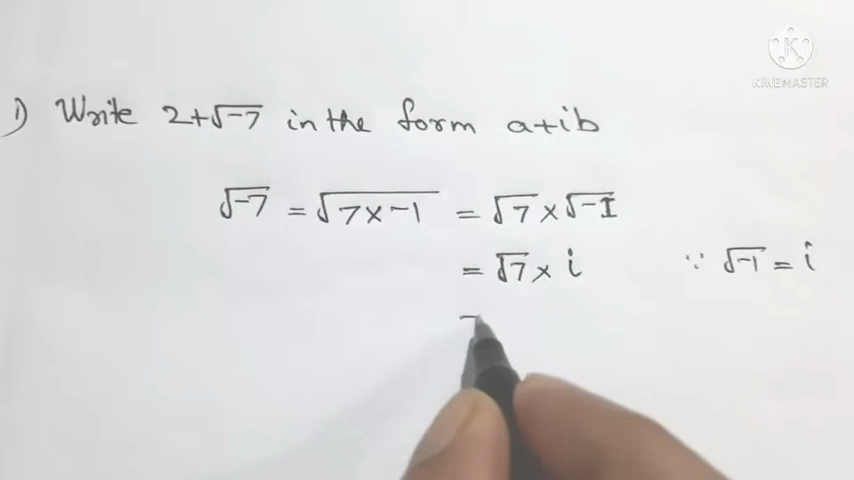 KINEMASTER
1) Write 2+√-7 in the form a+ib
√-7 = √7×-1 = √7×√-1
= √7× i ∵ √-1 = i